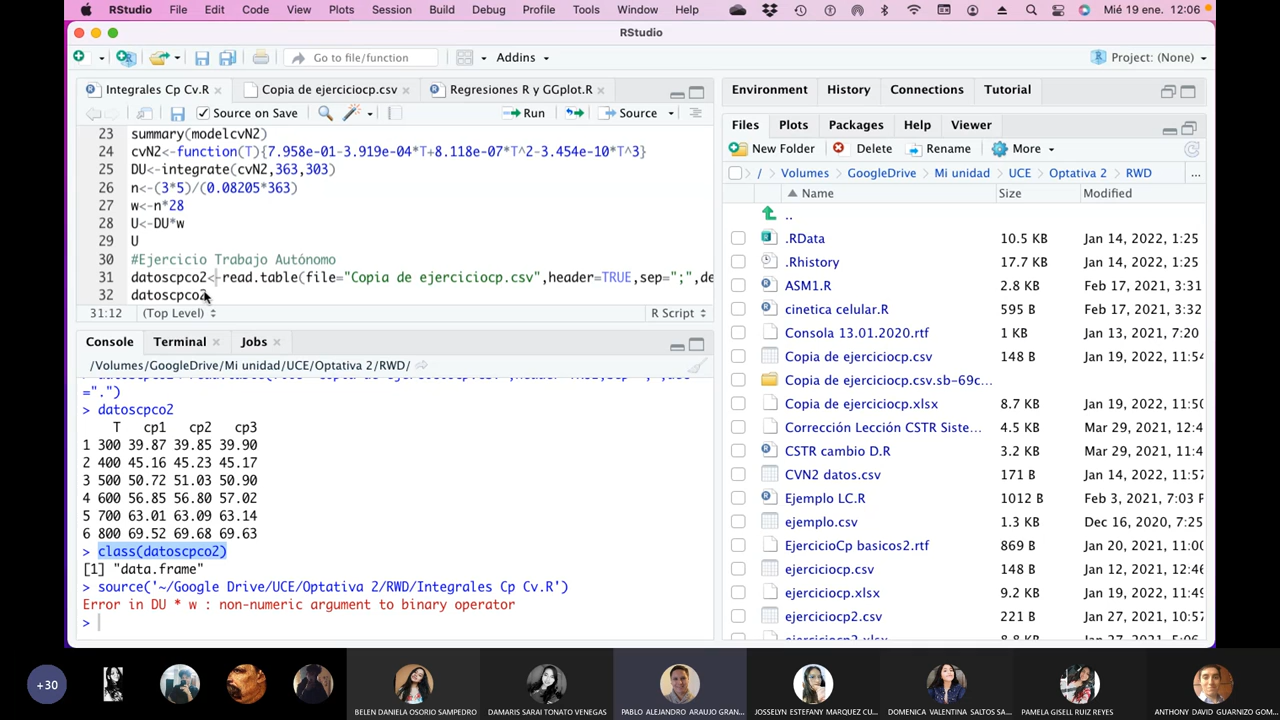 RStudio File Edit Code View Plots Session Build Debug Profile Tools Window Help Mié 19 ene. 12:06
RStudio
Go to file/function Addins Project: (None)
Integrales Cp Cv.R Copia de ejerciciocp.csv Regresiones R y GGplot.R
Source on Save Run Source
23 summary(modelcvN2)
24 cvN2<-function(T){7.958e-01-3.919e-04*T+8.118e-07*T^2-3.454e-10*T^3}
25 DU<-integrate(cvN2,363,303)
26 n<-(3*5)/(0.08205*363)
27 w<-n*28
28 U<-DU*w
29 U
30 #Ejercicio Trabajo Autónomo
31 datoscpco2<-read.table(file="Copia de ejerciciocp.csv",header=TRUE,sep=";",de
32 datoscpco2
31:12 (Top Level) R Script
Console Terminal Jobs
/Volumes/GoogleDrive/Mi unidad/UCE/Optativa 2/RWD/
=".")
> datoscpco2
T cp1 cp2 cp3
1 300 39.87 39.85 39.90
2 400 45.16 45.23 45.17
3 500 50.72 51.03 50.90
4 600 56.85 56.80 57.02
5 700 63.01 63.09 63.14
6 800 69.52 69.68 69.63
> class(datoscpco2)
[1] "data.frame"
> source('~/Google Drive/UCE/Optativa 2/RWD/Integrales Cp Cv.R')
Error in DU * w : non-numeric argument to binary operator
>
Environment History Connections Tutorial
Files Plots Packages Help Viewer
New Folder Delete Rename More
/ Volumes GoogleDrive Mi unidad UCE Optativa 2 RWD ...
Name Size Modified
..
.RData 10.5 KB Jan 14, 2022, 1:25
.Rhistory 17.7 KB Jan 14, 2022, 1:25
ASM1.R 2.8 KB Feb 17, 2021, 3:31
cinetica celular.R 595 B Feb 17, 2021, 3:32
Consola 13.01.2020.rtf 1 KB Jan 13, 2021, 7:20
Copia de ejerciciocp.csv 148 B Jan 19, 2022, 11:54
Copia de ejerciciocp.csv.sb-69c...
Copia de ejerciciocp.xlsx 8.7 KB Jan 19, 2022, 11:50
Corrección Lección CSTR Siste... 4.5 KB Mar 29, 2021, 12:4
CSTR cambio D.R 3.2 KB Mar 29, 2021, 11:4
CVN2 datos.csv 171 B Jan 14, 2022, 11:57
Ejemplo LC.R 1012 B Feb 3, 2021, 7:03 P
ejemplo.csv 1.3 KB Dec 16, 2020, 7:25
EjercicioCp basicos2.rtf 869 B Jan 20, 2021, 11:00
ejerciciocp.csv 148 B Jan 12, 2022, 12:46
ejerciciocp.xlsx 9.2 KB Jan 19, 2022, 11:49
ejerciciocp2.csv 221 B Jan 27, 2021, 10:57
ejerciciocp2.xlsx 8.8 KB Jan 27, 2021, 5:06
+30
BELEN DANIELA OSORIO SAMPEDRO DAMARIS SARAI TONATO VENEGAS PABLO ALEJANDRO ARAUJO GRAN... JOSSELYN ESTEFANY MARQUEZ CU... DOMENICA VALENTINA SALTOS SA... PAMELA GISELL RUIZ REYES ANTHONY DAVID GUARNIZO GOM...